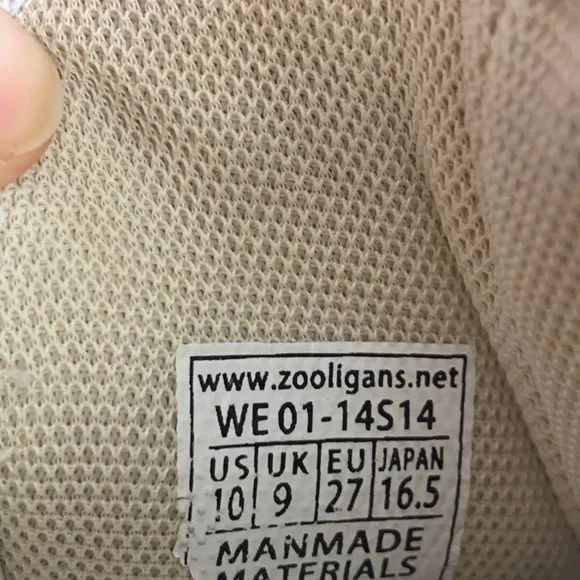 www.zooligans.net
WE 01-14S14
US UK EU JAPAN
10 9 27 16.5
MANMADE
MATERIALS